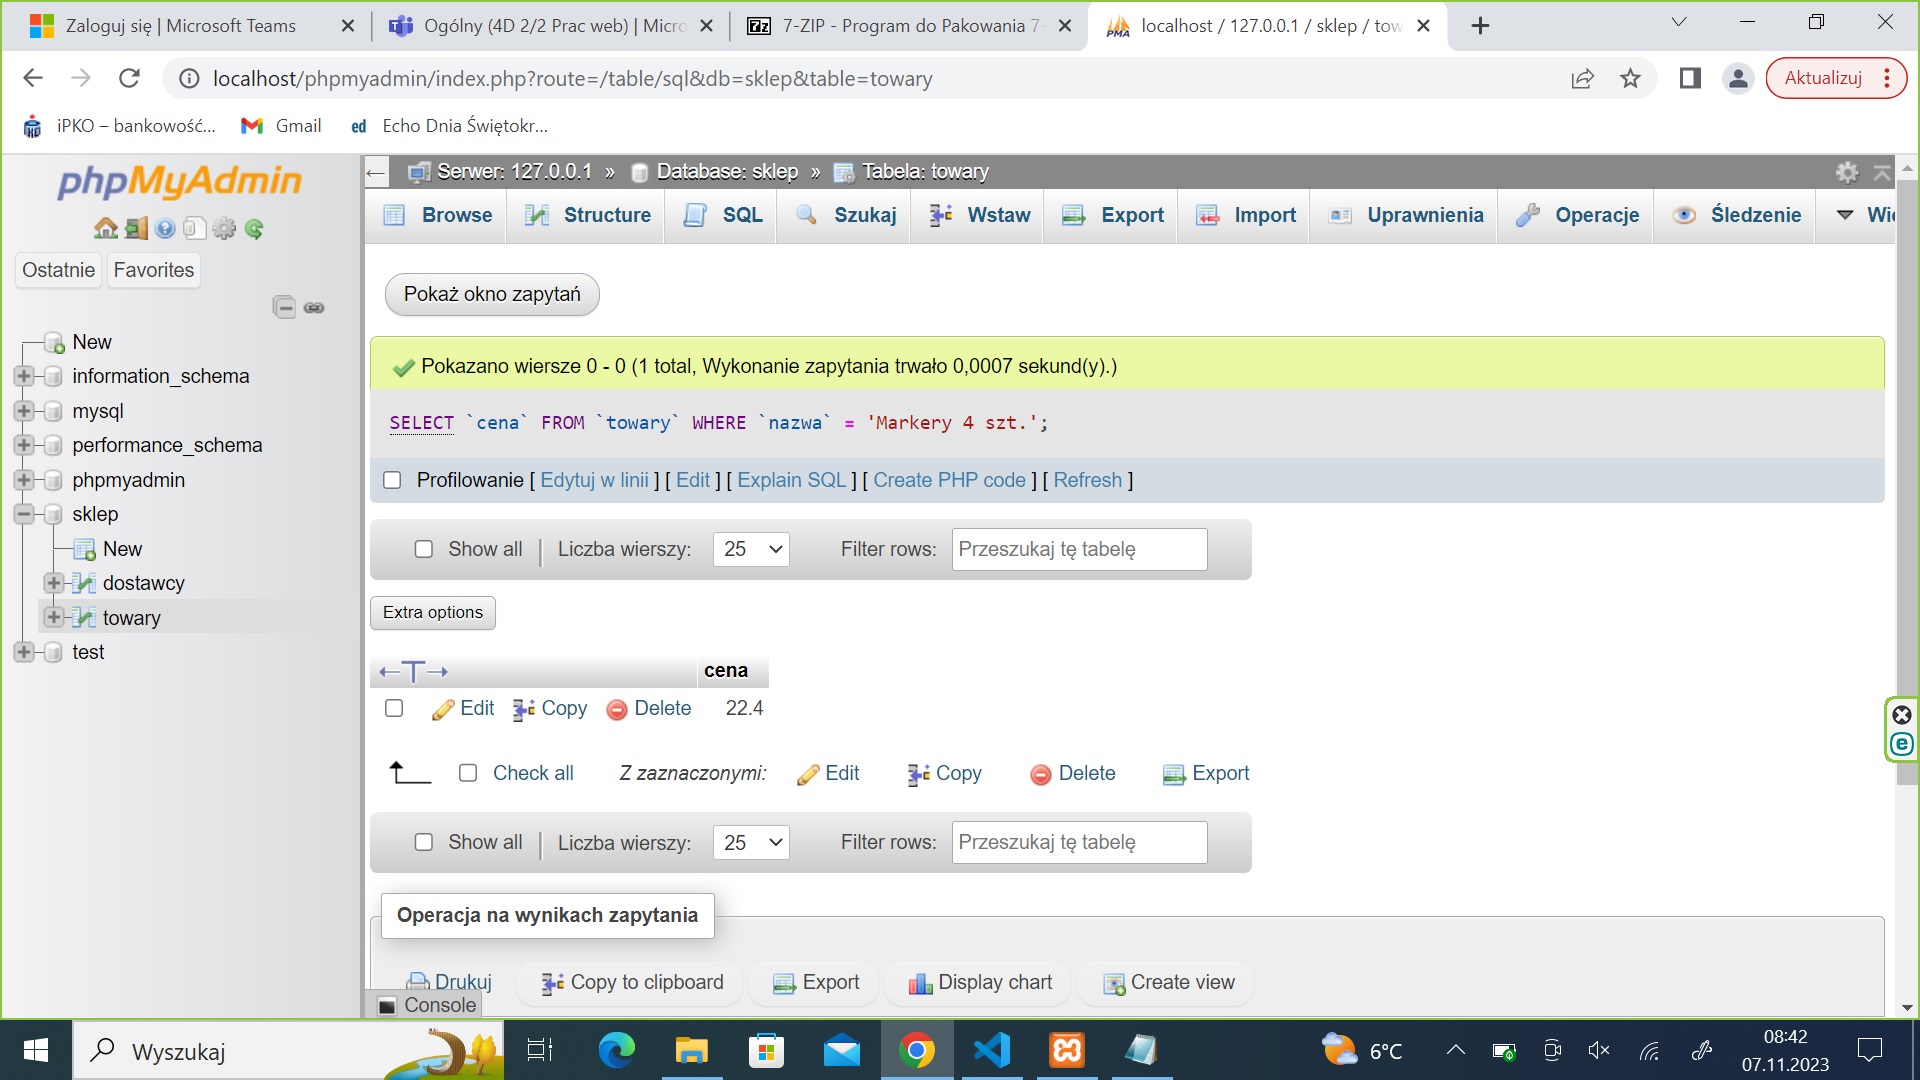 Zaloguj się | Microsoft Teams
Ogólny (4D 2/2 Prac web) | Micro
7-ZIP - Program do Pakowania 7-
localhost / 127.0.0.1 / sklep / tow
localhost/phpmyadmin/index.php?route=/table/sql&db=sklep&table=towary
Aktualizuj
iPKO – bankowość...
Gmail
ed Echo Dnia Świętokr...
phpMyAdmin
Ostatnie
Favorites
New
information_schema
mysql
performance_schema
phpmyadmin
sklep
New
dostawcy
towary
test
Serwer: 127.0.0.1 » Database: sklep » Tabela: towary
Browse
Structure
SQL
Szukaj
Wstaw
Export
Import
Uprawnienia
Operacje
Śledzenie
Wię
Pokaż okno zapytań
Pokazano wiersze 0 - 0 (1 total, Wykonanie zapytania trwało 0,0007 sekund(y).)
SELECT `cena` FROM `towary` WHERE `nazwa` = 'Markery 4 szt.';
Profilowanie [ Edytuj w linii ] [ Edit ] [ Explain SQL ] [ Create PHP code ] [ Refresh ]
Show all | Liczba wierszy: 25 Filter rows: Przeszukaj tę tabelę
Extra options
←T→ cena
Edit Copy Delete 22.4
Check all Z zaznaczonymi: Edit Copy Delete Export
Show all | Liczba wierszy: 25 Filter rows: Przeszukaj tę tabelę
Operacja na wynikach zapytania
Drukuj
Copy to clipboard
Export
Display chart
Create view
Console
Wyszukaj
6°C
08:42
07.11.2023